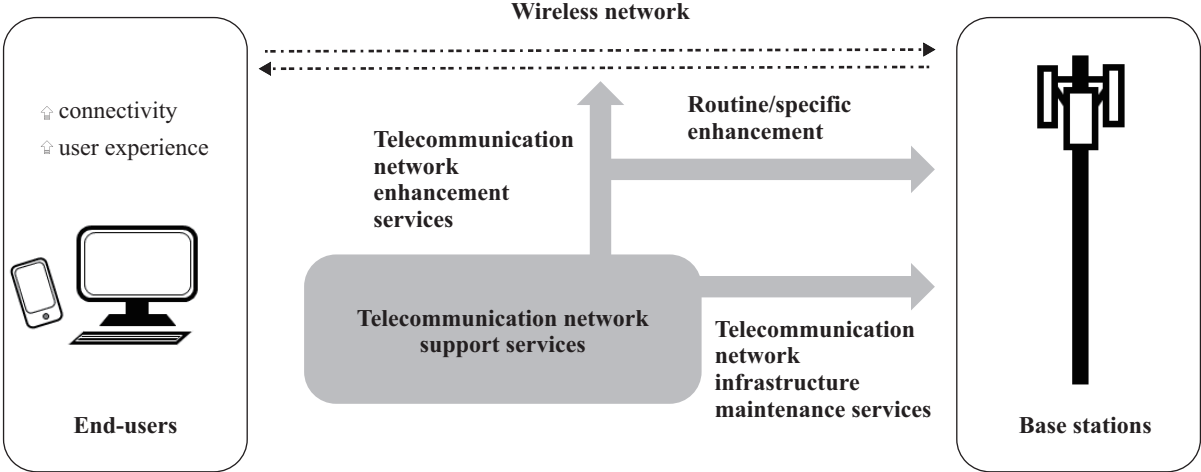 Wireless network
connectivity
user experience
End-users
Telecommunication
network
enhancement
services
Routine/specific
enhancement
Telecommunication network
support services
Telecommunication
network
infrastructure
maintenance services
Base stations